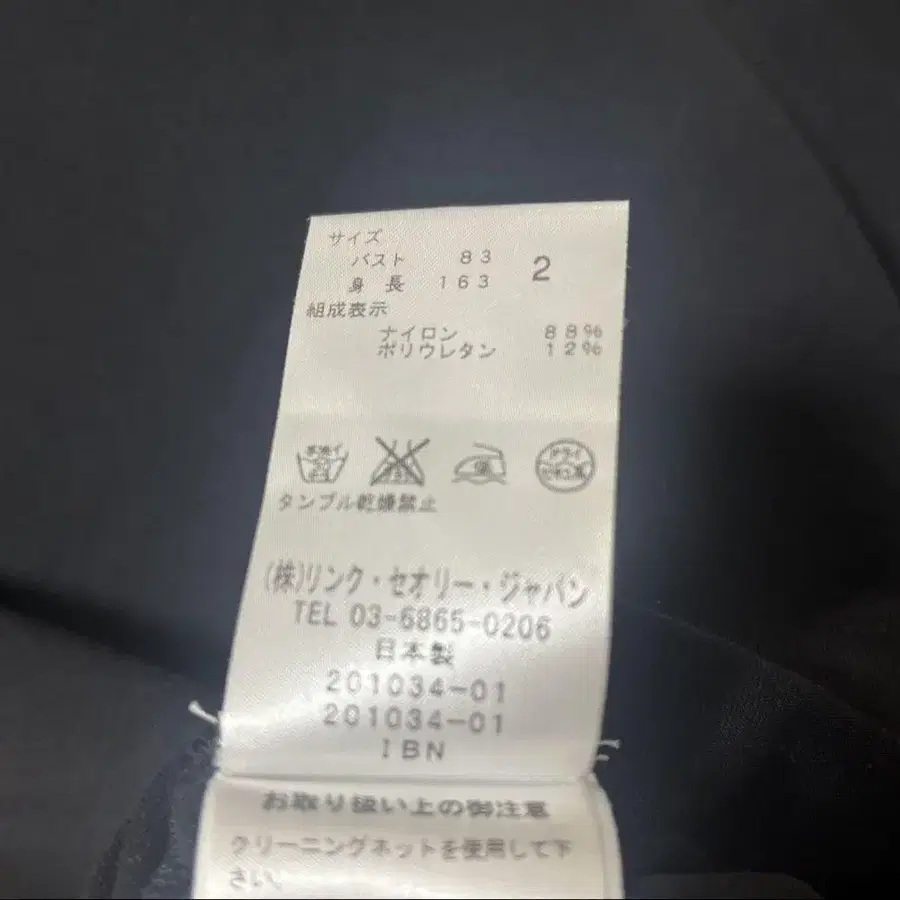 サイズ
バスト 83 2
身長 163
組成表示
ナイロン 88%
ポリウレタン 12%
タンブル乾燥禁止
(株)リンク・セオリー・ジャパン
TEL 03-6865-0206
日本製
201034-01
201034-01
IBN
お取り扱い上の御注意
クリーニングネットを使用して下
さい。